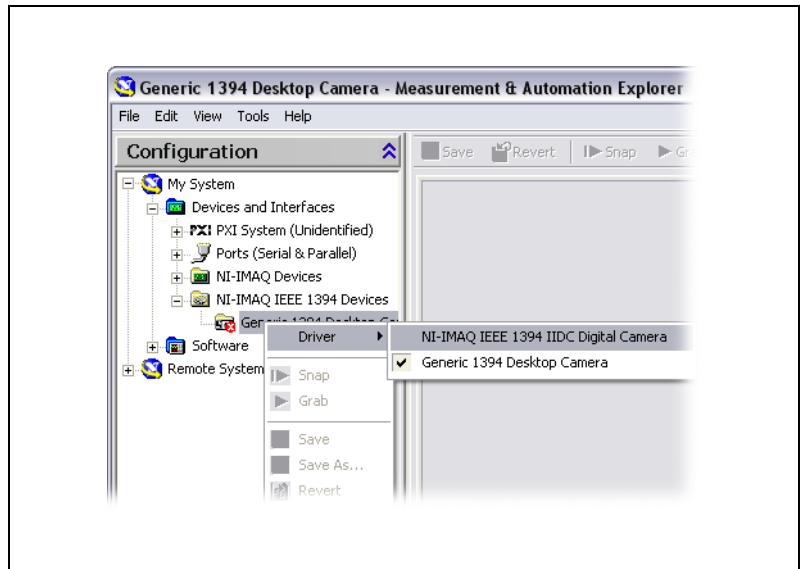 Generic 1394 Desktop Camera - Measurement & Automation Explorer
File Edit View Tools Help
Configuration
Save Revert Snap
My System
Devices and Interfaces
PXI PXI System (Unidentified)
Ports (Serial & Parallel)
NI-IMAQ Devices
NI-IMAQ IEEE 1394 Devices
Software
Remote System
Driver
Snap
Grab
Save
Save As...
Revert
NI-IMAQ IEEE 1394 IIDC Digital Camera
Generic 1394 Desktop Camera